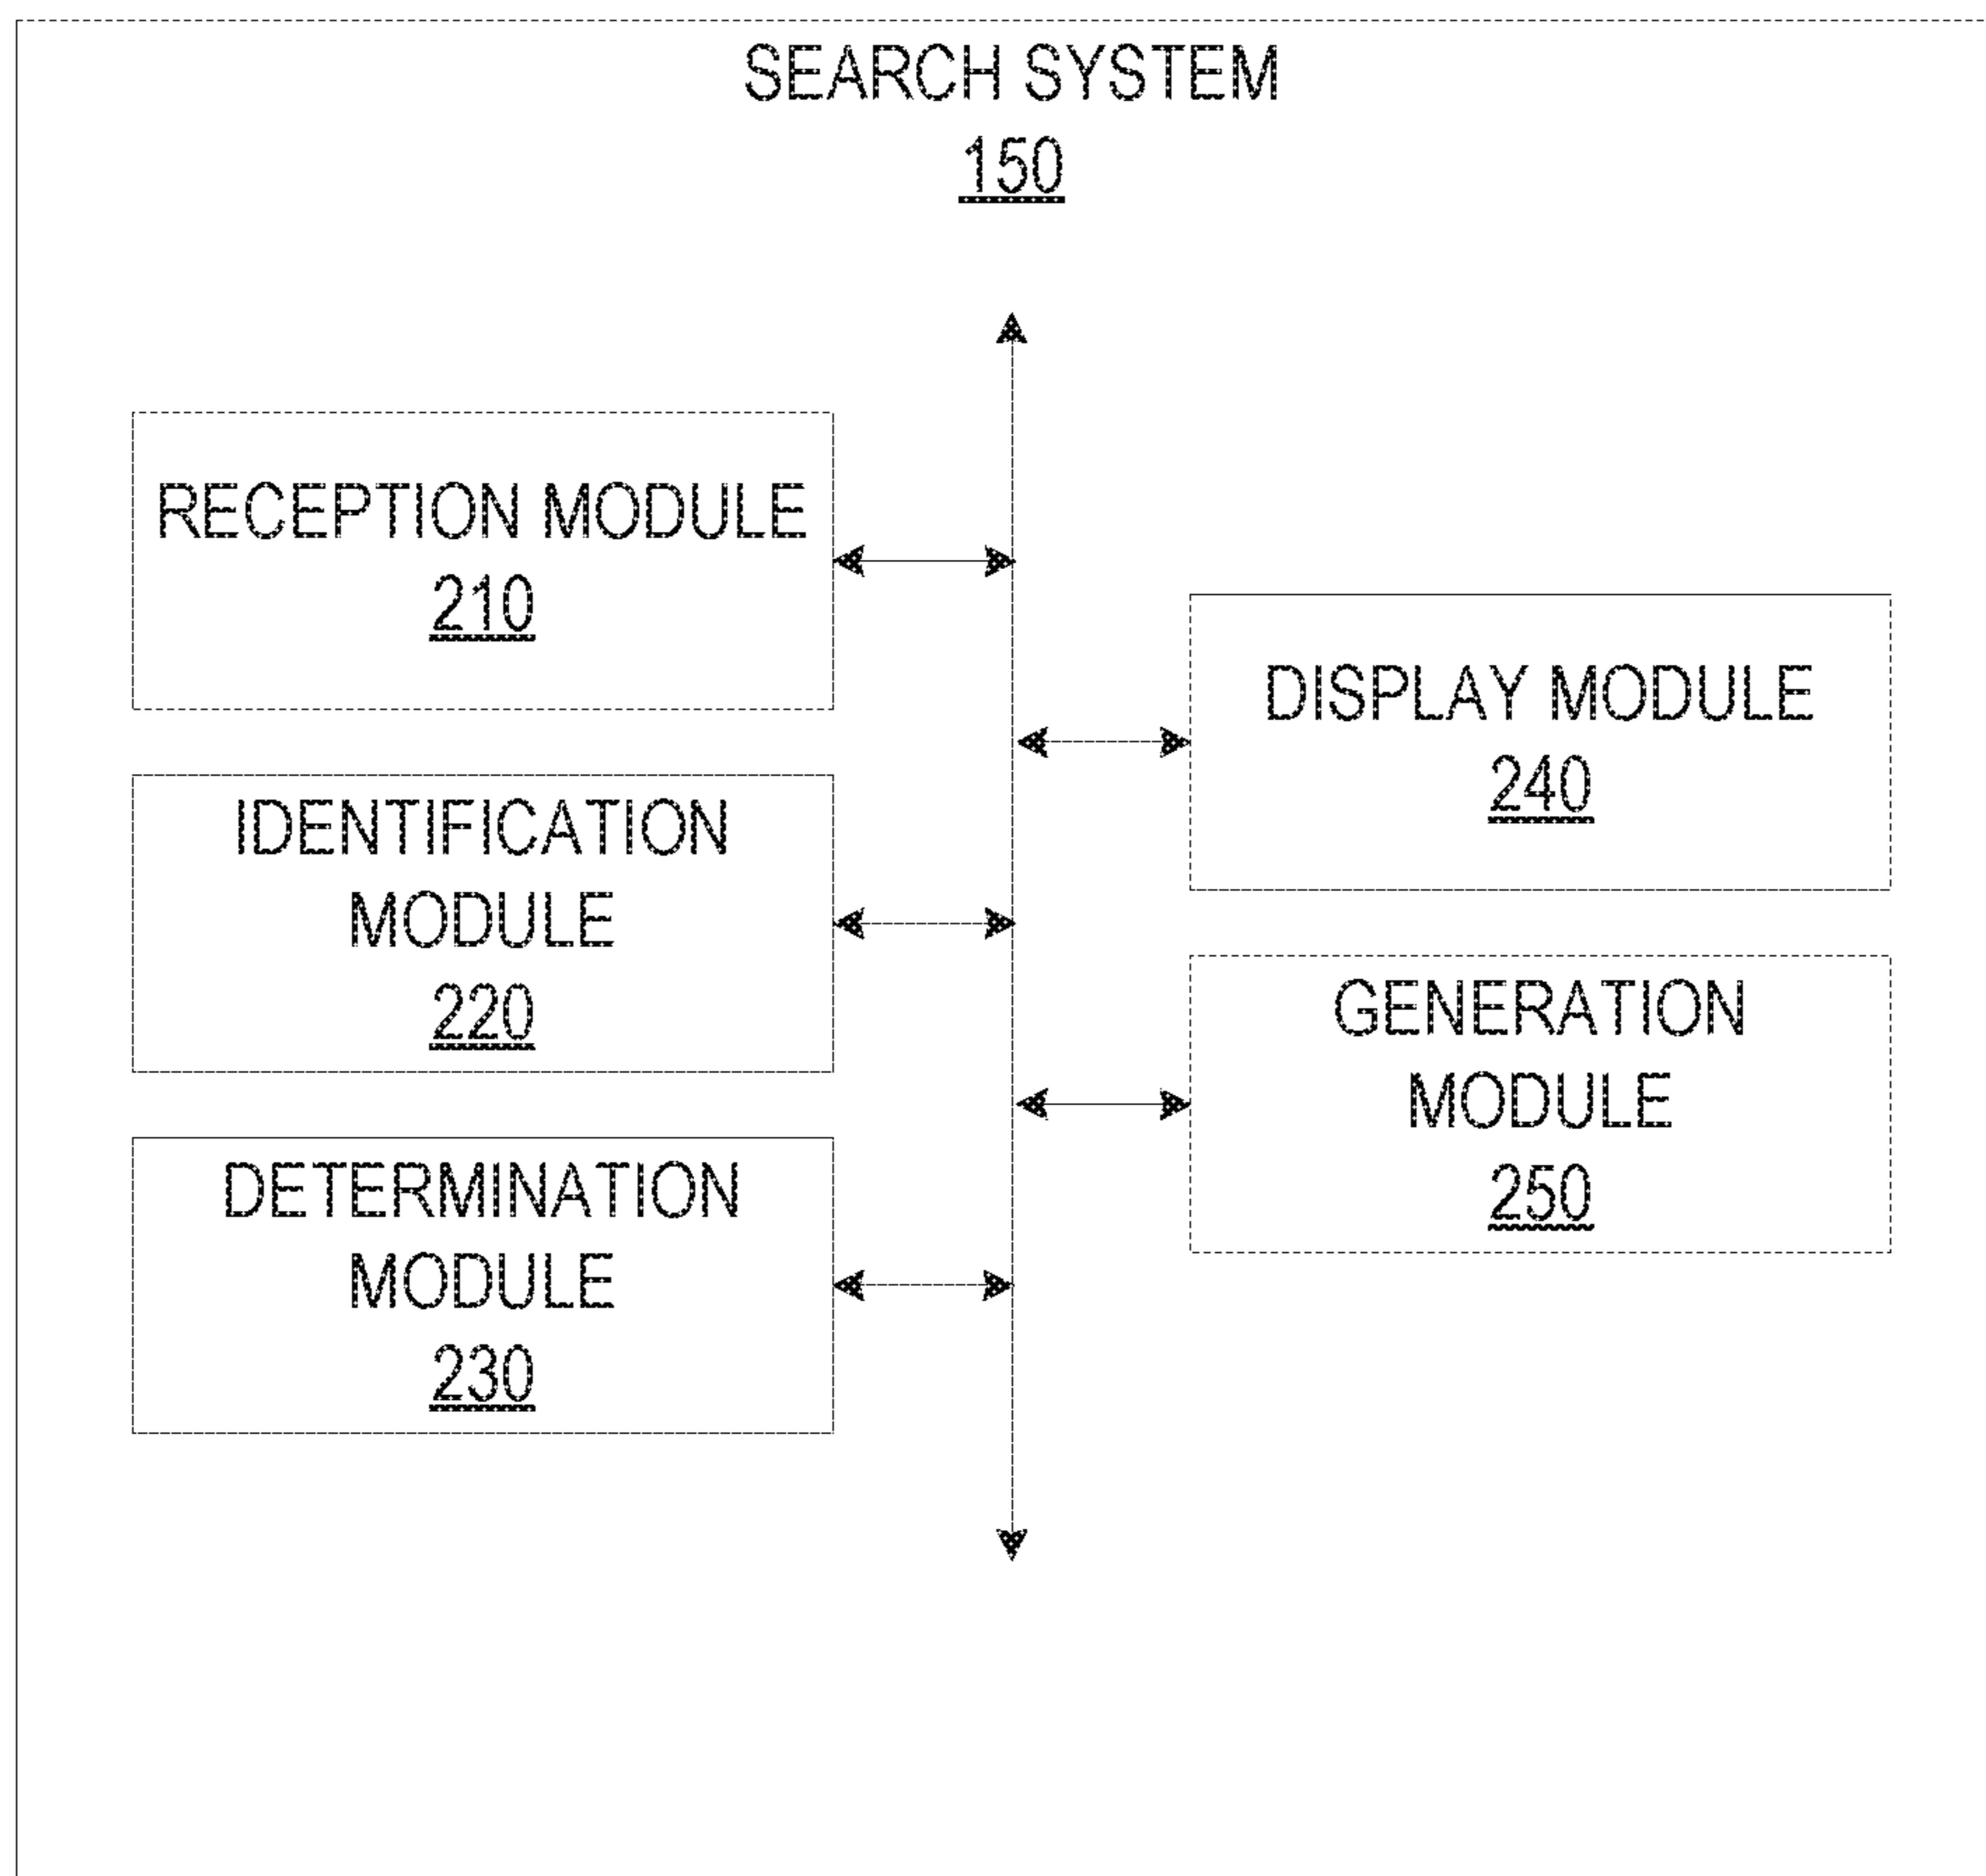 SEARCH SYSTEM
150
RECEPTION MODULE
210
IDENTIFICATION
MODULE
220
DETERMINATION
MODULE
230
DISPLAY MODULE
240
GENERATION
MODULE
250